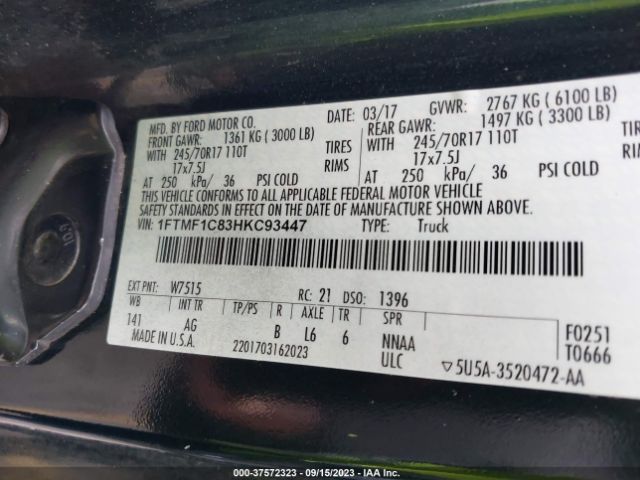 MFD. BY FORD MOTOR CO.
DATE: 03/17 GVWR: 2767 KG ( 6100 LB)
FRONT GAWR: 1361 KG ( 3000 LB)
REAR GAWR: 1497 KG ( 3300 LB)
WITH 245/70R17 110T TIRES
WITH 245/70R17 110T TIRES
17x7.5J RIMS
17x7.5J RIMS
AT 250 kPa/ 36 PSI COLD
AT 250 kPa/ 36 PSI COLD
THIS VEHICLE CONFORMS TO ALL APPLICABLE FEDERAL MOTOR VEHICLE
SAFETY STANDARDS IN EFFECT ON THE DATE OF MANUFACTURE SHOWN ABOVE.
VIN: 1FTMF1C83HKC93447 TYPE: Truck
EXT PNT: W7515 RC: 21 DSO: 1396
WB INT TR TP/PS R AXLE TR SPR
141 AG B L6 6 NNAA F0251
MADE IN U.S.A. 2201703162023 ULC T0666
▽5U5A-3520472-AA
000-37572323 - 09/15/2023 - IAA Inc.